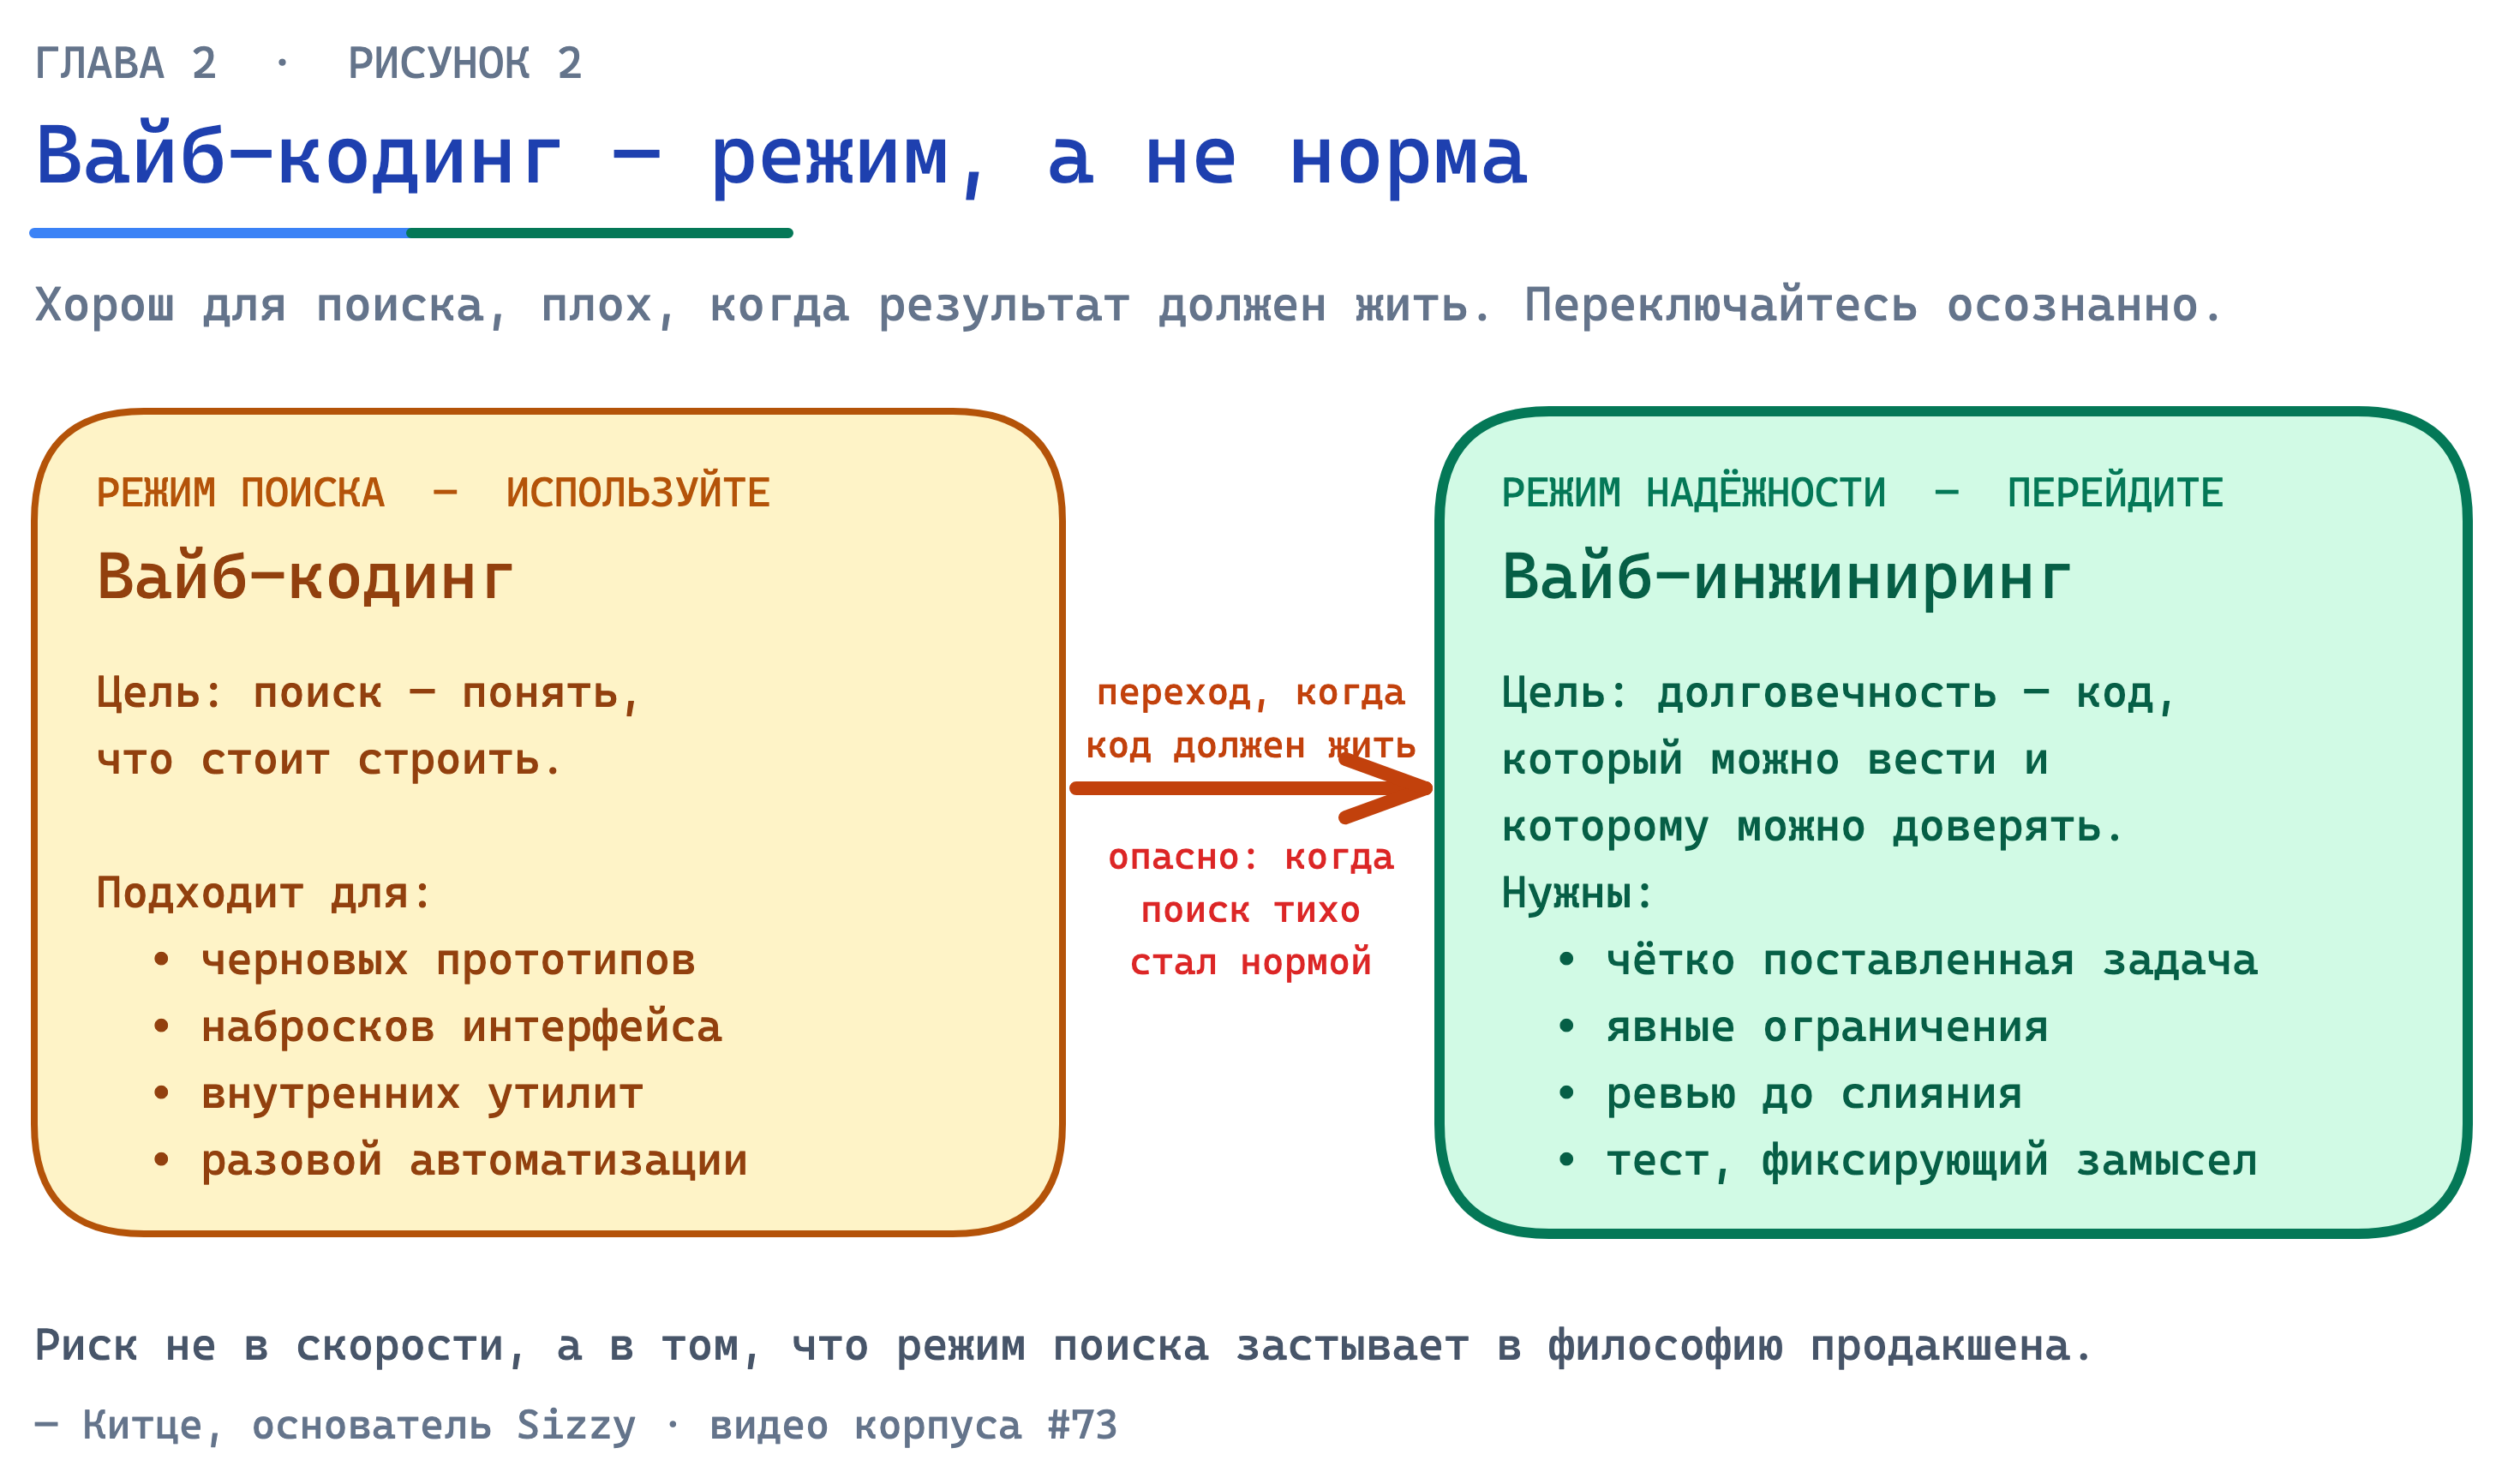 ГЛАВА 2 · РИСУНОК 2
Вайб–кодинг – режим, а не норма
Хорош для поиска, плох, когда результат должен жить. Переключайтесь осознанно.
РЕЖИМ ПОИСКА – ИСПОЛЬЗУЙТЕ
Вайб–кодинг
Цель: поиск – понять,
что стоит строить.
Подходит для:
• черновых прототипов
• набросков интерфейса
• внутренних утилит
• разовой автоматизации
переход, когда
код должен жить
опасно: когда
поиск тихо
стал нормой
РЕЖИМ НАДЁЖНОСТИ – ПЕРЕЙДИТЕ
Вайб–инжиниринг
Цель: долговечность – код,
который можно вести и
которому можно доверять.
Нужны:
• чётко поставленная задача
• явные ограничения
• ревью до слияния
• тест, фиксирующий замысел
Риск не в скорости, а в том, что режим поиска застывает в философию продакшена.
– Китце, основатель Sizzy · видео корпуса #73